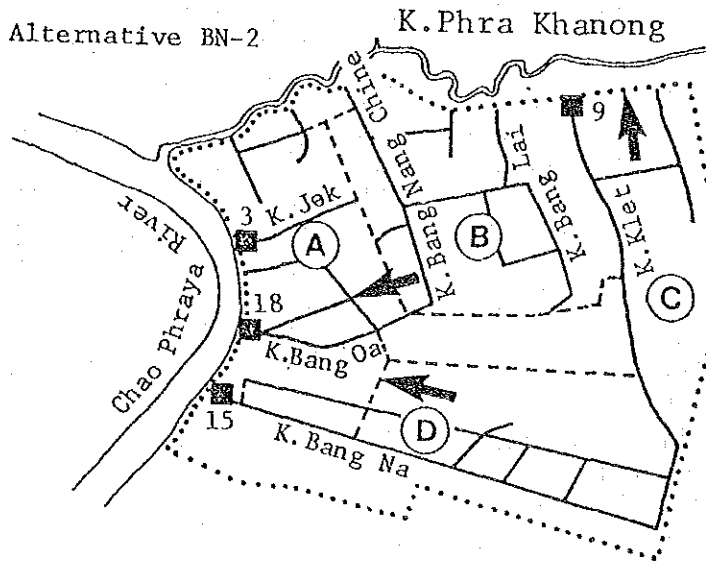 Alternative BN-2
K.Phra Khanong
K.Bang Nang Chine
K.Bang Lai
9
K.Klet
K.Jek
3
A
B
C
18
K.Bang Oa
Chao Phraya River
15
D
K.Bang Na